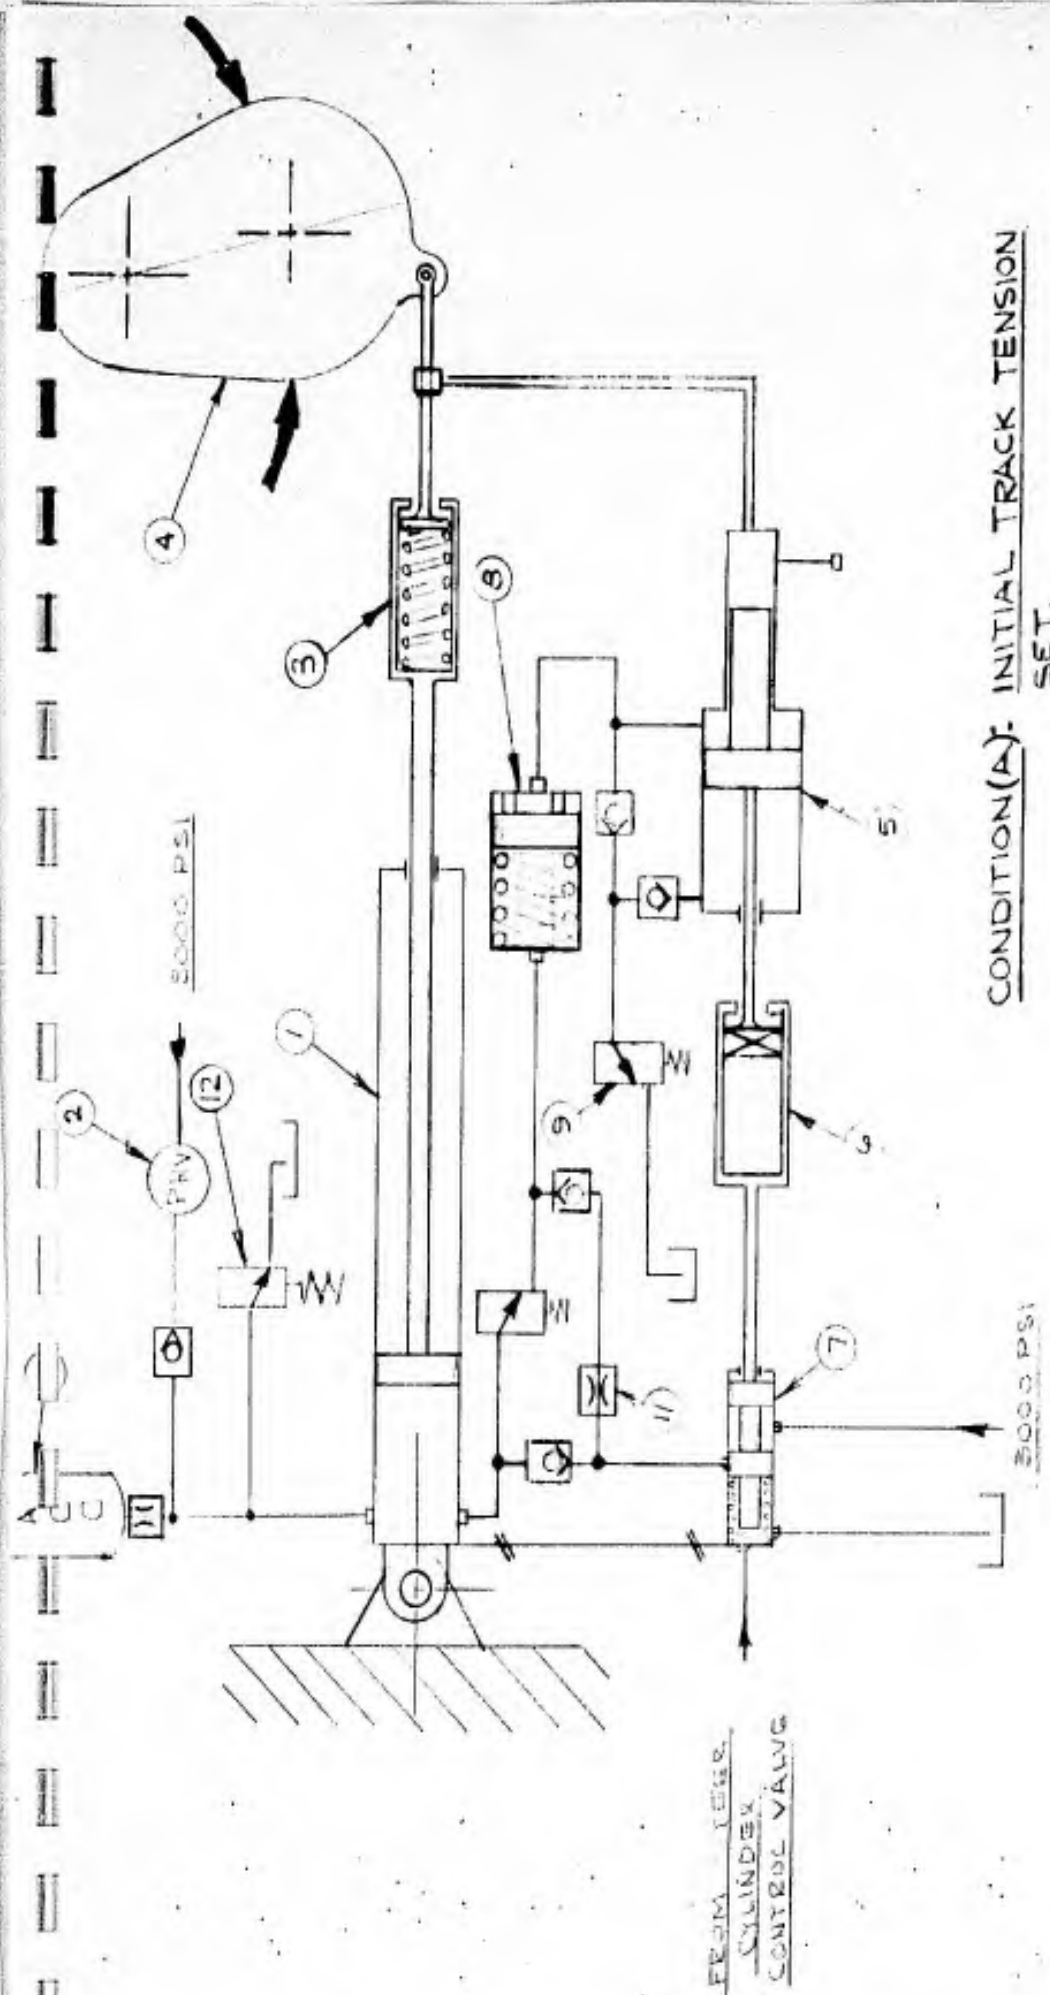 CONDITION (A): INITIAL TRACK TENSION
SET.
4
3
8
5
1
2
PRV
12
9
6
7
11
3000 PSI
3000 PSI
ACC
FROM
CYLINDER
CONTROL VALVE